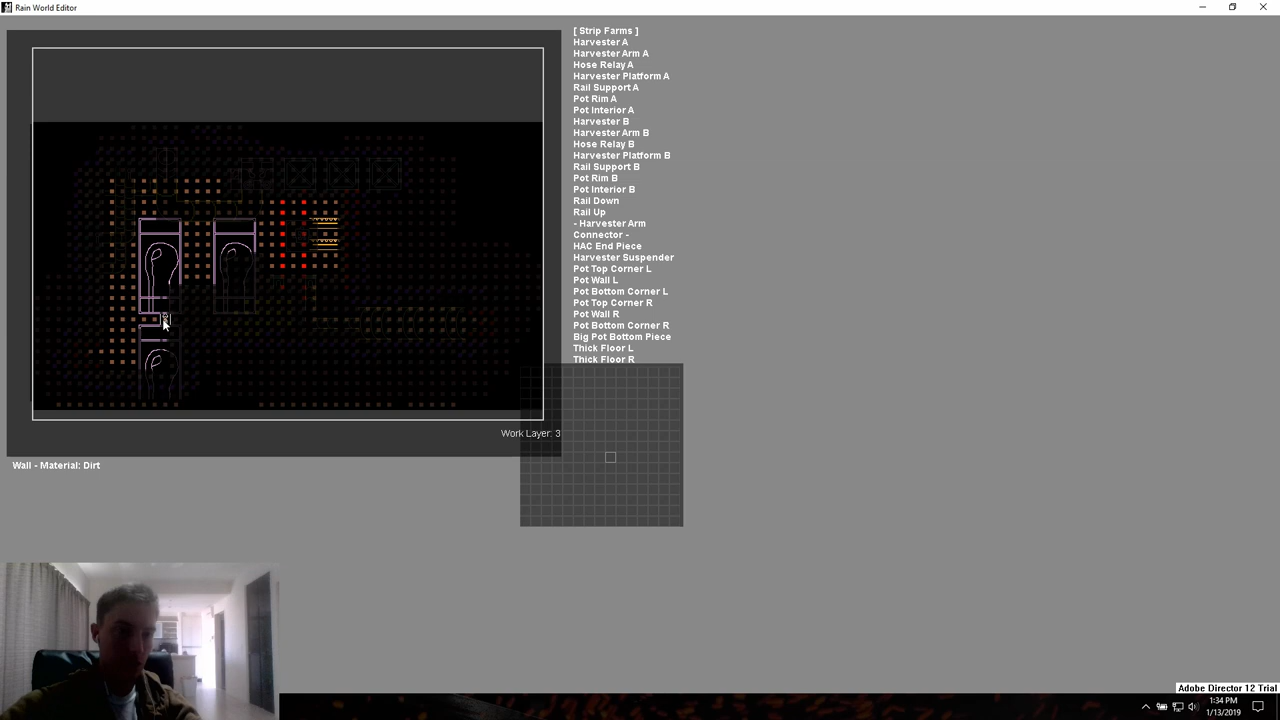 Rain World Editor
[ Strip Farms ]
Harvester A
Harvester Arm A
Hose Relay A
Harvester Platform A
Rail Support A
Pot Rim A
Pot Interior A
Harvester B
Harvester Arm B
Hose Relay B
Harvester Platform B
Rail Support B
Pot Rim B
Pot Interior B
Rail Down
Rail Up
- Harvester Arm
Connector -
HAC End Piece
Harvester Suspender
Pot Top Corner L
Pot Wall L
Pot Bottom Corner L
Pot Top Corner R
Pot Wall R
Pot Bottom Corner R
Big Pot Bottom Piece
Thick Floor L
Thick Floor R
Work Layer: 3
Wall - Material: Dirt
Adobe Director 12 Trial
1:34 PM
1/13/2019